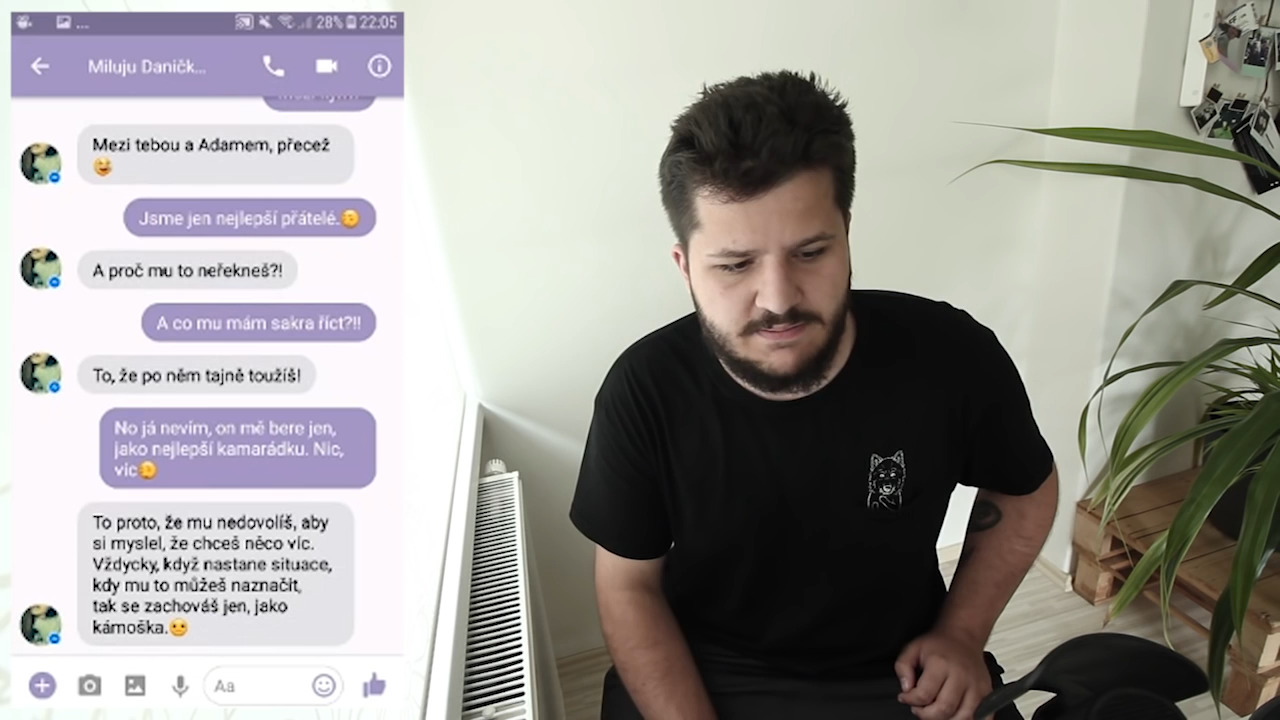 ...
28%
22:05
Miluju Daničk...
Mezi tebou a Adamem, přecež
Jsme jen nejlepší přátelé.
A proč mu to neřekneš?!
A co mu mám sakra říct?!!
To, že po něm tajně toužíš!
No já nevím, on mě bere jen,
jako nejlepší kamarádku. Nic,
víc
To proto, že mu nedovolíš, aby
si myslel, že chceš něco víc.
Vždycky, když nastane situace,
kdy mu to můžeš naznačit,
tak se zachováš jen, jako
kámoška.
Aa